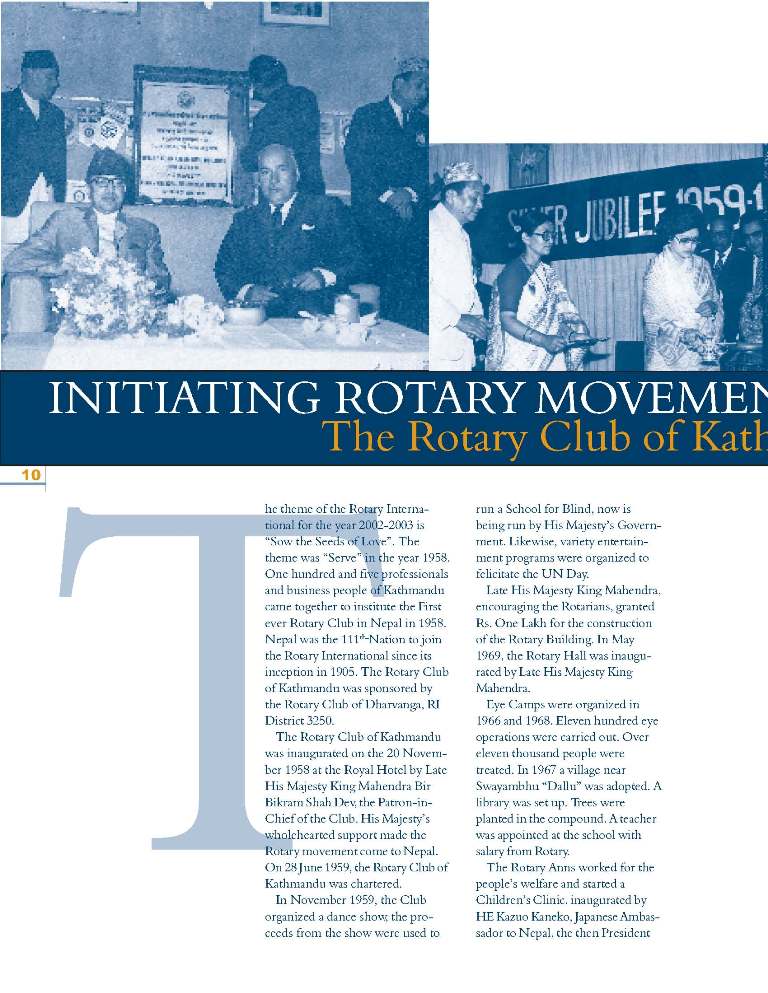 SILVER JUBILEE 1959-1
INITIATING ROTARY MOVEMEN
The Rotary Club of Kath
10
The theme of the Rotary Interna-
tional for the year 2002-2003 is
“Sow the Seeds of Love”. The
theme was “Serve” in the year 1958.
One hundred and five professionals
and business people of Kathmandu
came together to institute the First
ever Rotary Club in Nepal in 1958.
Nepal was the 111th Nation to join
the Rotary International since its
inception in 1905. The Rotary Club
of Kathmandu was sponsored by
the Rotary Club of Dharvanga, RI
District 3250.
The Rotary Club of Kathmandu
was inaugurated on the 20 Novem-
ber 1958 at the Royal Hotel by Late
His Majesty King Mahendra Bir
Bikram Shah Dev, the Patron-in-
Chief of the Club. His Majesty’s
wholehearted support made the
Rotary movement come to Nepal.
On 28 June 1959, the Rotary Club of
Kathmandu was chartered.
In November 1959, the Club
organized a dance show, the pro-
ceeds from the show were used to
run a School for Blind, now is
being run by His Majesty’s Govern-
ment. Likewise, variety entertain-
ment programs were organized to
felicitate the UN Day.
Late His Majesty King Mahendra,
encouraging the Rotarians, granted
Rs. One Lakh for the construction
of the Rotary Building. In May
1969, the Rotary Hall was inaugu-
rated by Late His Majesty King
Mahendra.
Eye Camps were organized in
1966 and 1968. Eleven hundred eye
operations were carried out. Over
eleven thousand people were
treated. In 1967 a village near
Swayambhu “Dallu” was adopted. A
library was set up. Trees were
planted in the compound. A teacher
was appointed at the school with
salary from Rotary.
The Rotary Anns worked for the
people’s welfare and started a
Children’s Clinic, inaugurated by
HE Kazuo Kaneko, Japanese Ambas-
sador to Nepal, the then President